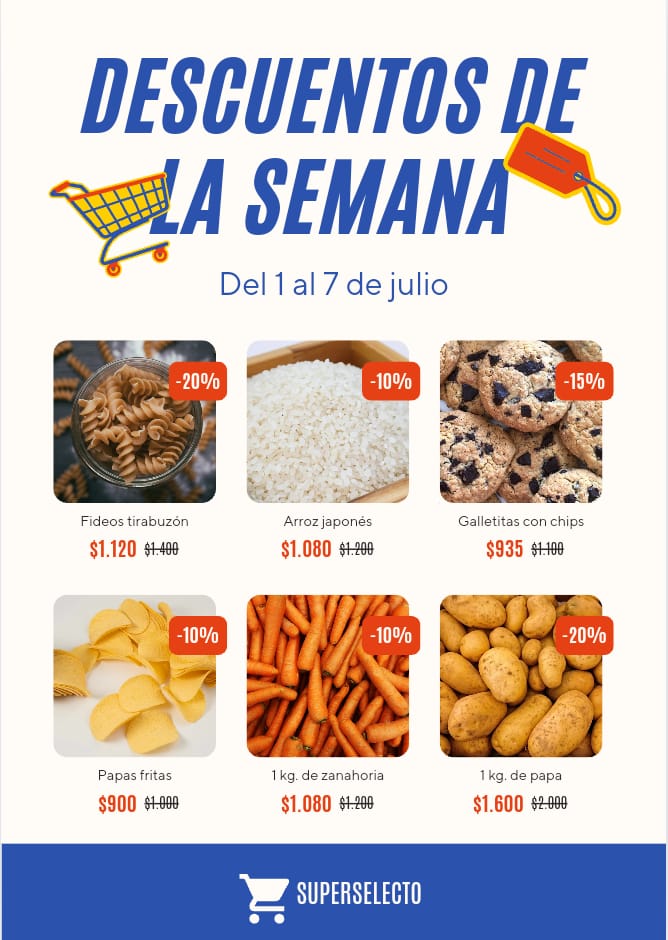 DESCUENTOS DE
LA SEMANA
Del 1 al 7 de julio
-20%
-10%
-15%
Fideos tirabuzón
Arroz japonés
Galletitas con chips
$1.120 $1.400
$1.080 $1.200
$935 $1.100
-10%
-10%
-20%
Papas fritas
1 kg. de zanahoria
1 kg. de papa
$900 $1.000
$1.080 $1.200
$1.600 $2.000
SUPERSELECTO